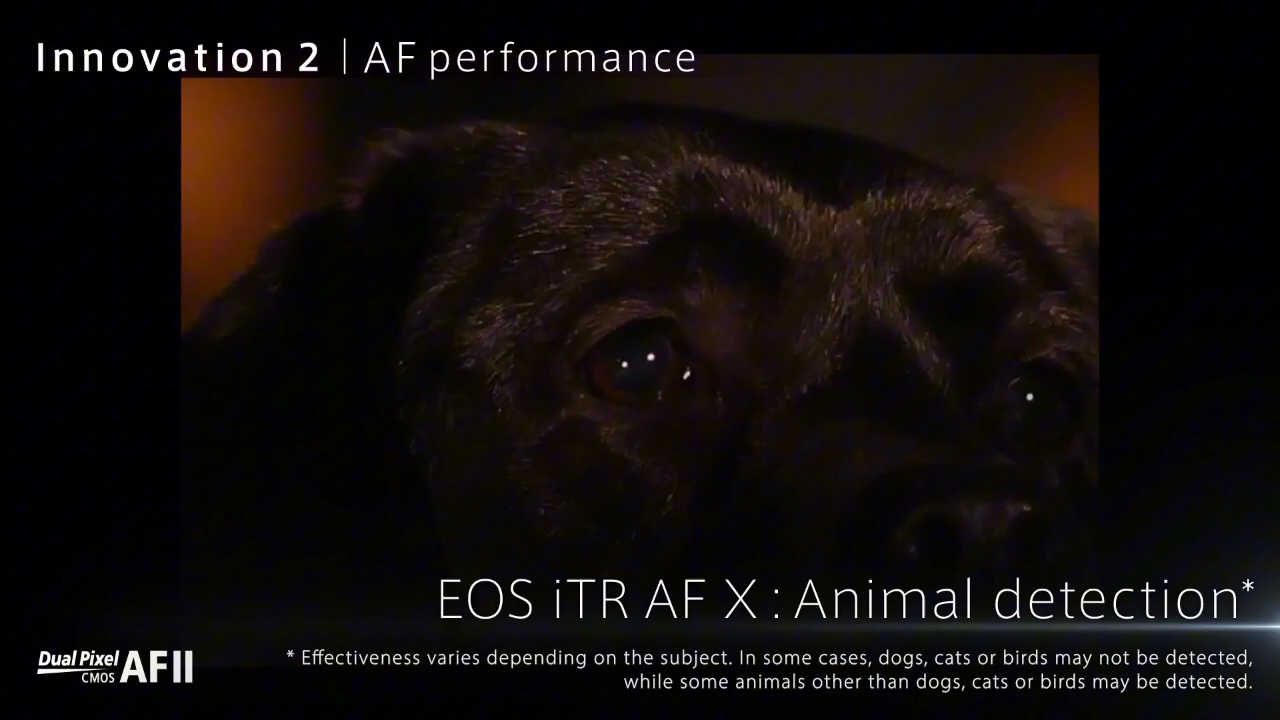 Innovation 2 | AF performance
EOS iTR AF X : Animal detection*
Dual Pixel
CMOS AF II
* Effectiveness varies depending on the subject. In some cases, dogs, cats or birds may not be detected,
while some animals other than dogs, cats or birds may be detected.